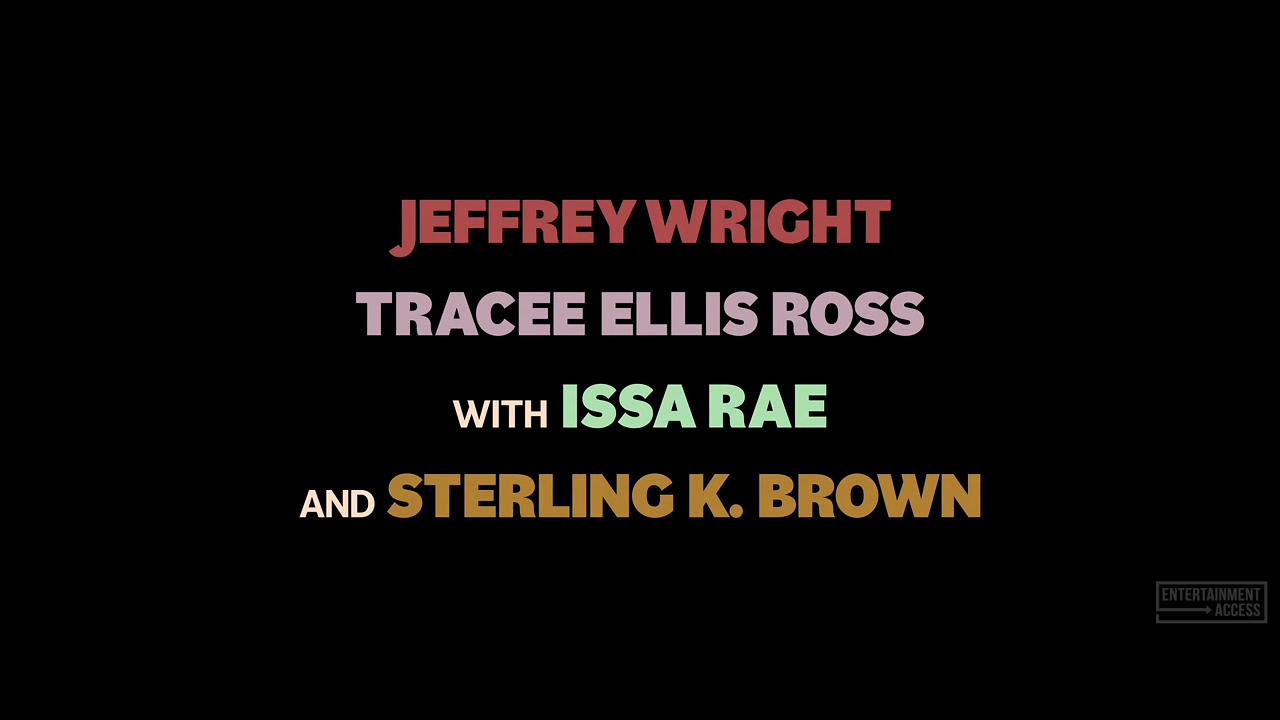 JEFFREY WRIGHT
TRACEE ELLIS ROSS
WITH ISSA RAE
AND STERLING K. BROWN
ENTERTAINMENT
ACCESS